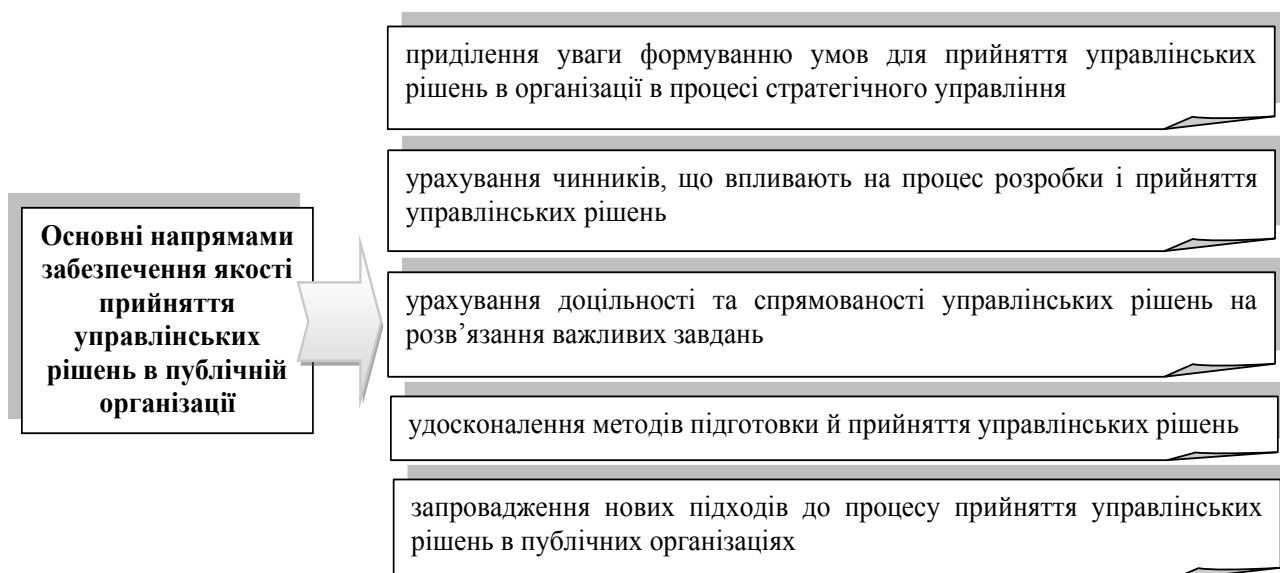 Основні напрямами
забезпечення якості
прийняття
управлінських
рішень в публічній
організації
приділення уваги формуванню умов для прийняття управлінських
рішень в організації в процесі стратегічного управління
урахування чинників, що впливають на процес розробки і прийняття
управлінських рішень
урахування доцільності та спрямованості управлінських рішень на
розв’язання важливих завдань
удосконалення методів підготовки й прийняття управлінських рішень
запровадження нових підходів до процесу прийняття управлінських
рішень в публічних організаціях